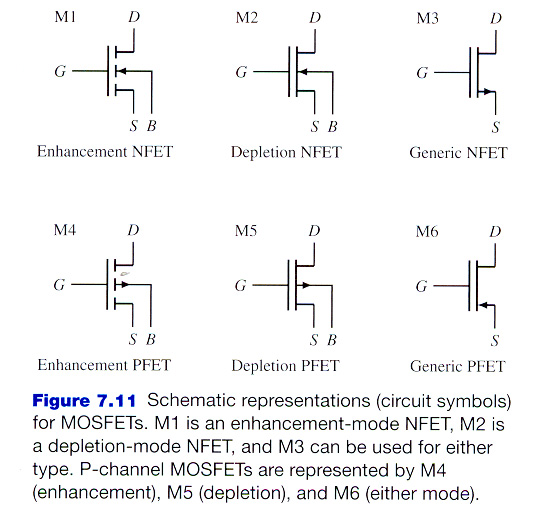 M1 D M2 D M3 D
G G G
S B S B S
Enhancement NFET Depletion NFET Generic NFET
M4 D M5 D M6 D
G G G
S B S B S
Enhancement PFET Depletion PFET Generic PFET
Figure 7.11 Schematic representations (circuit symbols)
for MOSFETs. M1 is an enhancement-mode NFET, M2 is
a depletion-mode NFET, and M3 can be used for either
type. P-channel MOSFETs are represented by M4
(enhancement), M5 (depletion), and M6 (either mode).